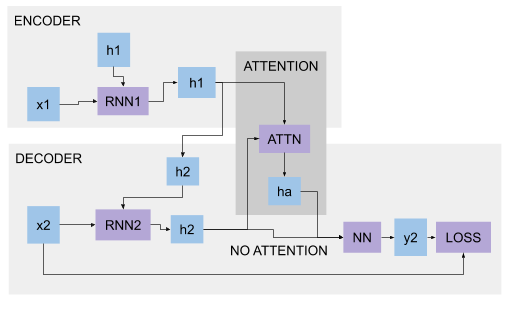 ENCODER
h1
ATTENTION
x1
RNN1
h1
ATTN
DECODER
h2
ha
x2
RNN2
h2
NO ATTENTION
NN
y2
LOSS